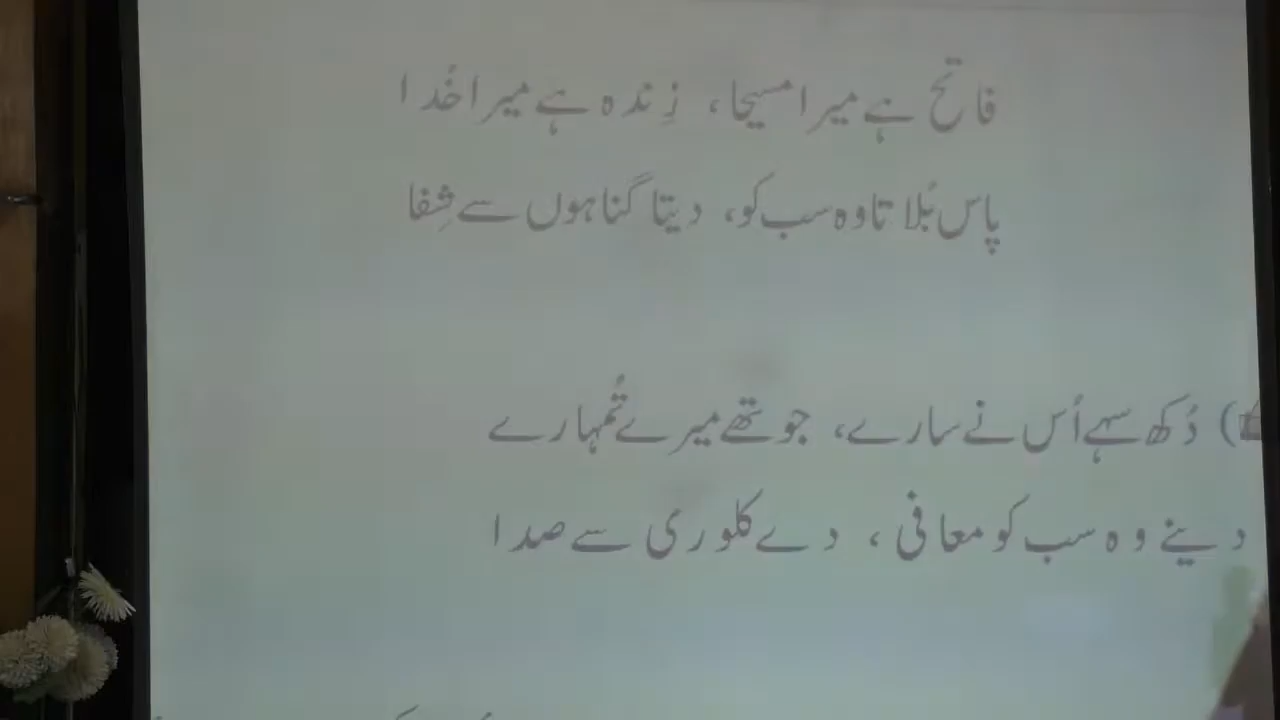 فاتح ہے میرا مسیحا، زِندہ ہے میرا خُدا
پاس بُلاتا وہ سب کو، دیتا گناہوں سے شِفا
) دُکھ سہے اُس نے سارے، جو تھے میرے تُمہارے
دینے وہ سب کو معافی، دے کلوری سے صدا